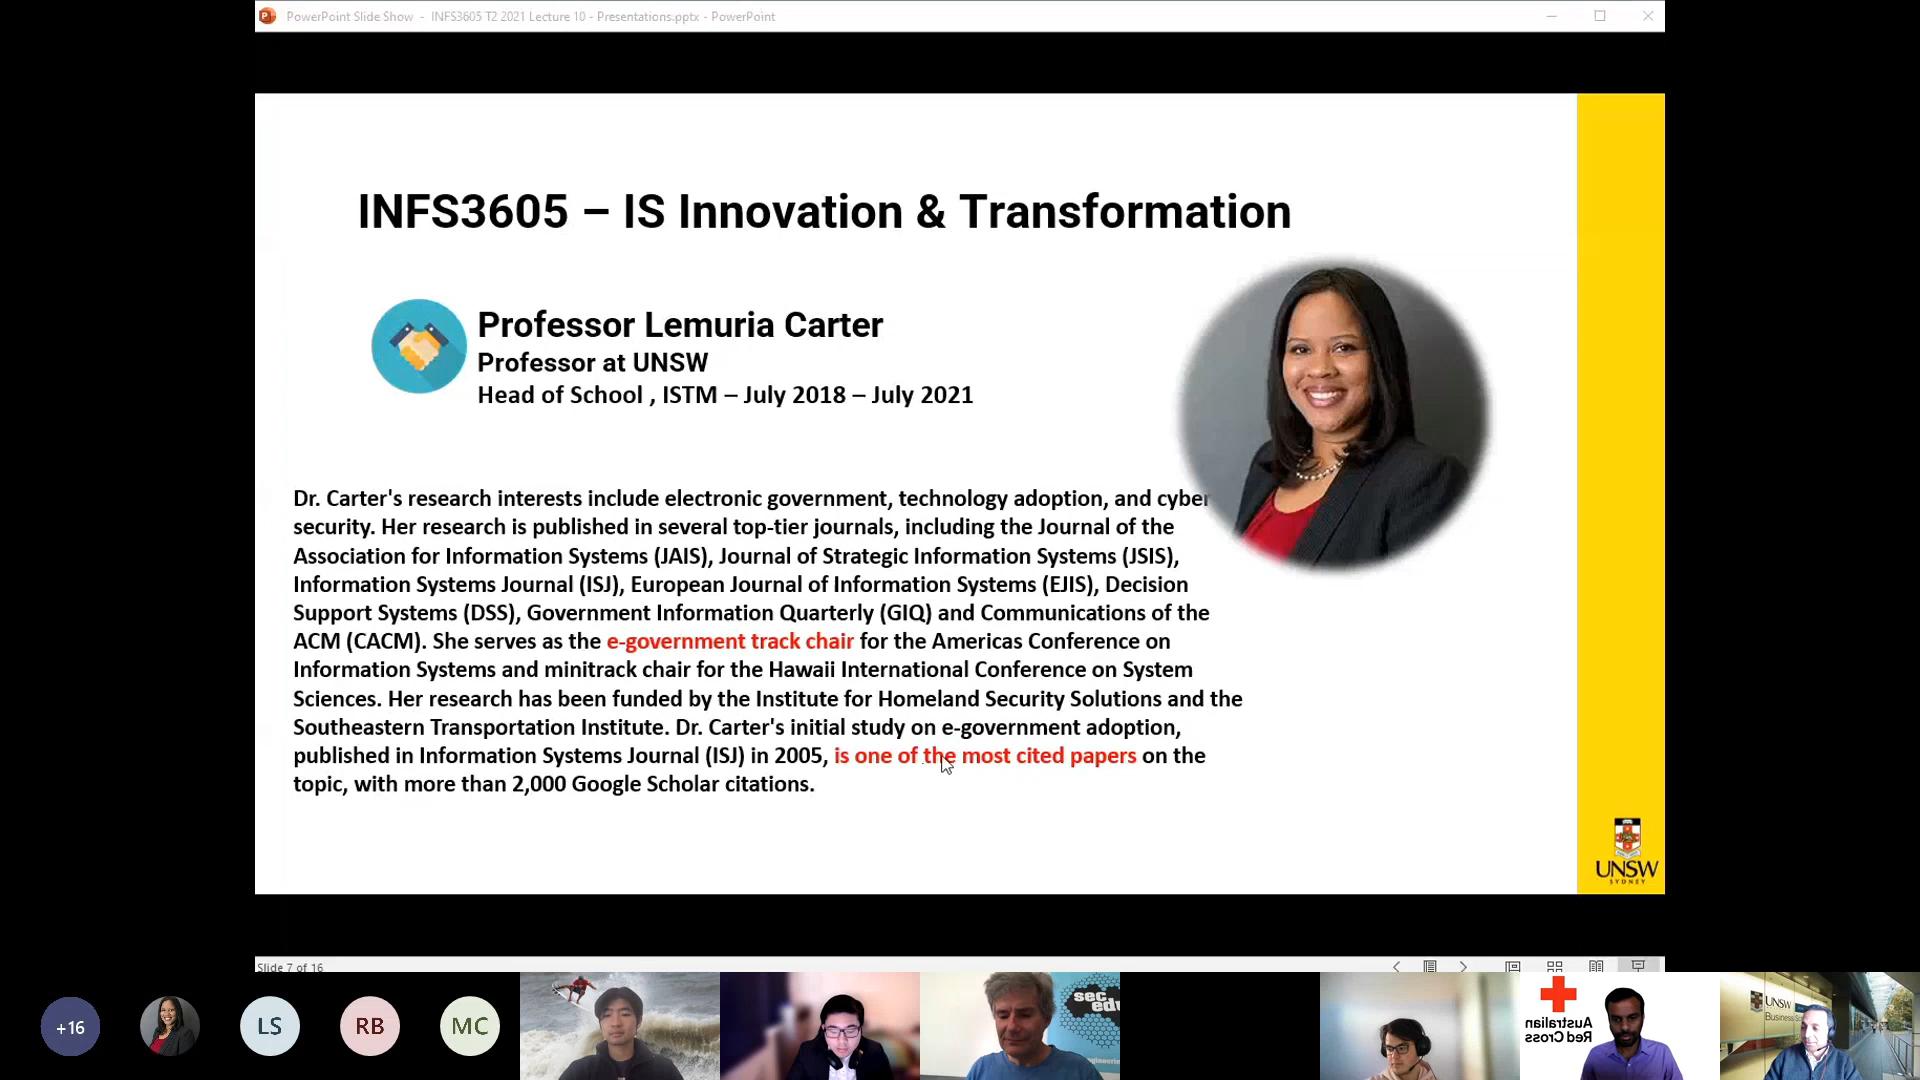 PowerPoint Slide Show - INFS3605 T2 2021 Lecture 10 - Presentations.pptx - PowerPoint
INFS3605 – IS Innovation & Transformation
Professor Lemuria Carter
Professor at UNSW
Head of School , ISTM – July 2018 – July 2021
Dr. Carter's research interests include electronic government, technology adoption, and cyber
security. Her research is published in several top-tier journals, including the Journal of the
Association for Information Systems (JAIS), Journal of Strategic Information Systems (JSIS),
Information Systems Journal (ISJ), European Journal of Information Systems (EJIS), Decision
Support Systems (DSS), Government Information Quarterly (GIQ) and Communications of the
ACM (CACM). She serves as the e-government track chair for the Americas Conference on
Information Systems and minitrack chair for the Hawaii International Conference on System
Sciences. Her research has been funded by the Institute for Homeland Security Solutions and the
Southeastern Transportation Institute. Dr. Carter's initial study on e-government adoption,
published in Information Systems Journal (ISJ) in 2005, is one of the most cited papers on the
topic, with more than 2,000 Google Scholar citations.
UNSW
SYDNEY
Slide 7 of 16
+16
LS
RB
MC
sec
edu
Australian
Red Cross
UNSW
Business